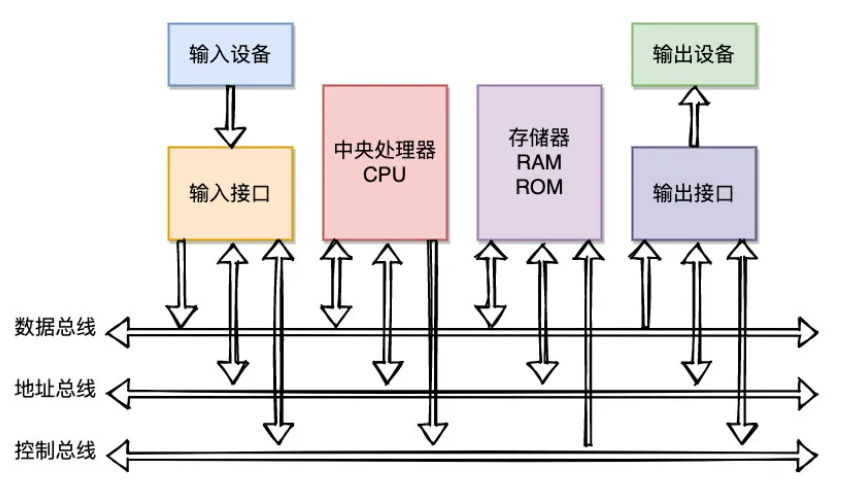 输入设备
输出设备
中央处理器
CPU
存储器
RAM
ROM
输入接口
输出接口
数据总线
地址总线
控制总线